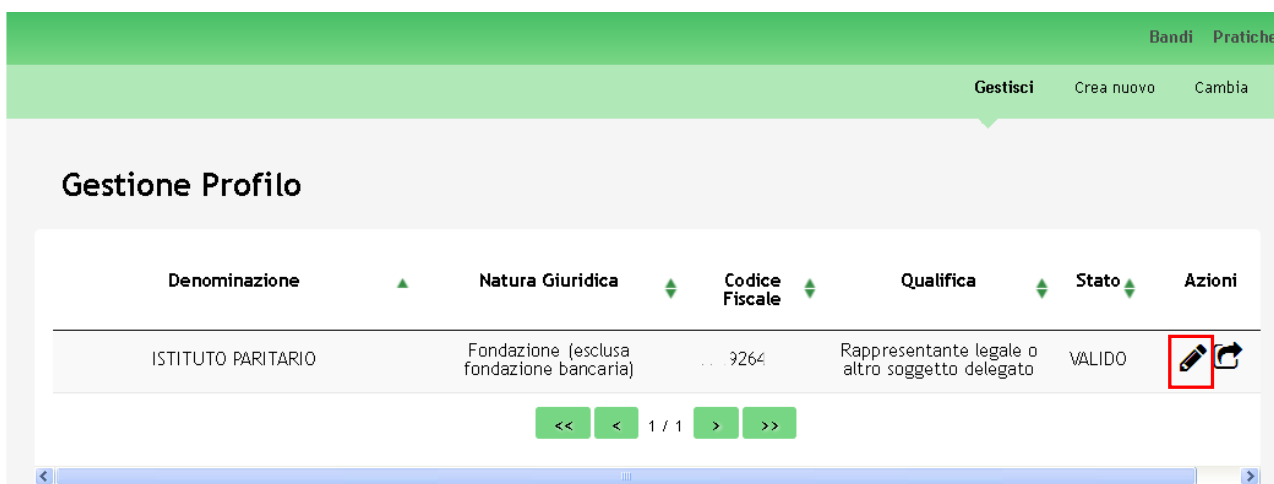 Bandi Pratiche
Gestisci Crea nuovo Cambia
Gestione Profilo
Denominazione Natura Giuridica Codice Fiscale Qualifica Stato Azioni
ISTITUTO PARITARIO Fondazione (esclusa fondazione bancaria) 9264 Rappresentante legale o altro soggetto delegato VALIDO
<< < 1 / 1 > >>